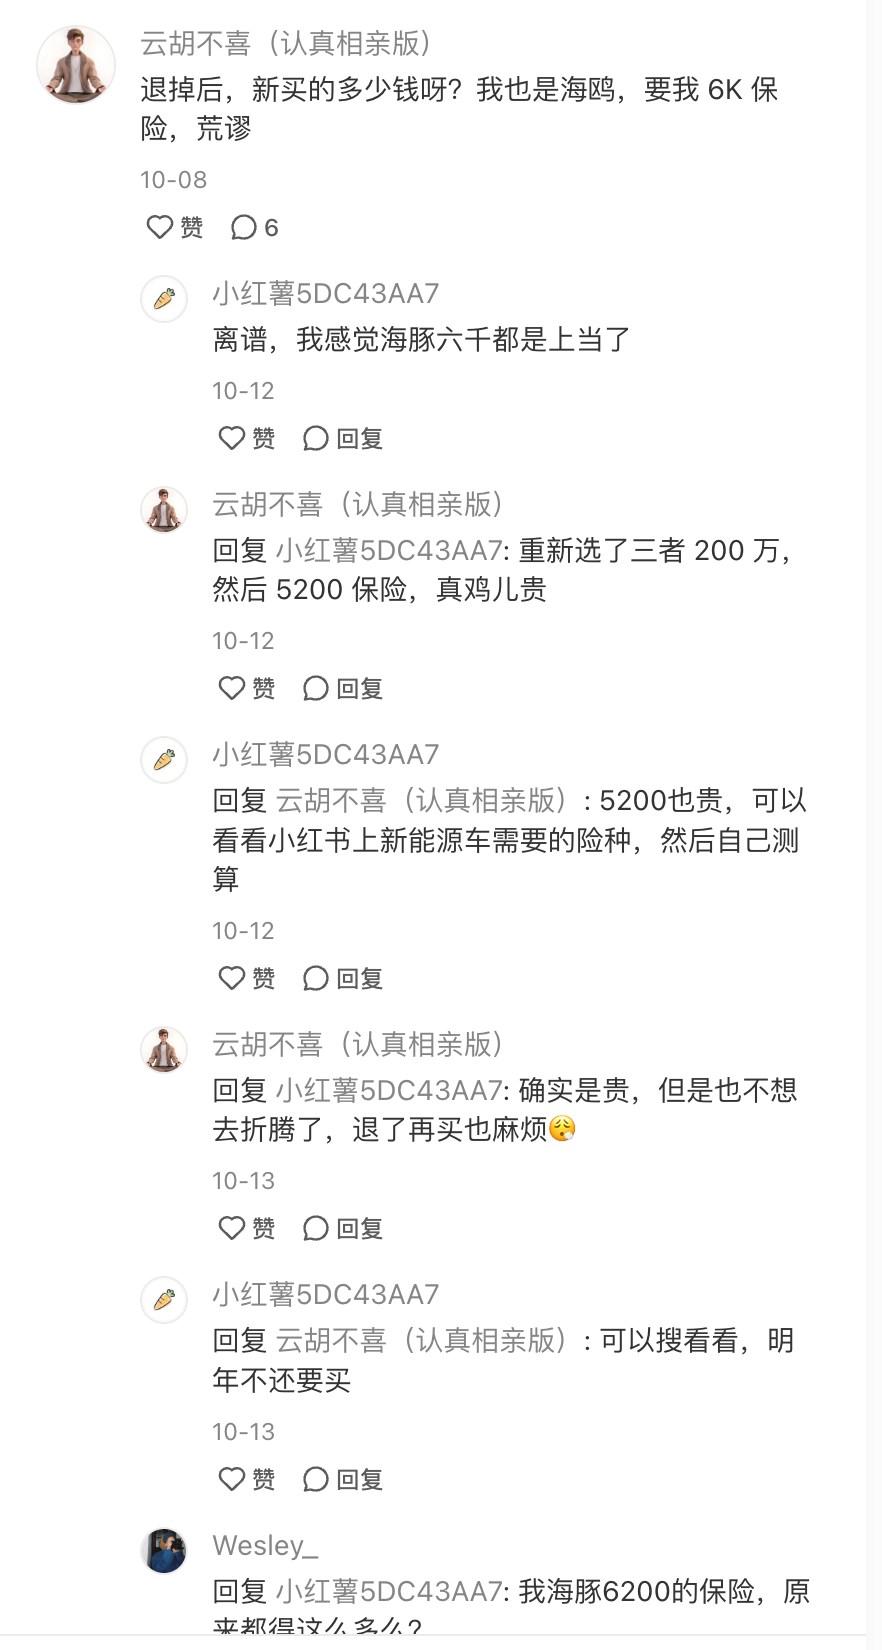 云胡不喜（认真相亲版）
退掉后，新买的多少钱呀？我也是海鸥，要我 6K 保
险，荒谬
10-08
赞 6
小红薯5DC43AA7
离谱，我感觉海豚六千都是上当了
10-12
赞 回复
云胡不喜（认真相亲版）
回复 小红薯5DC43AA7: 重新选了三者 200 万，
然后 5200 保险，真鸡儿贵
10-12
赞 回复
小红薯5DC43AA7
回复 云胡不喜（认真相亲版）: 5200也贵，可以
看看小红书上新能源车需要的险种，然后自己测
算
10-12
赞 回复
云胡不喜（认真相亲版）
回复 小红薯5DC43AA7: 确实是贵，但是也不想
去折腾了，退了再买也麻烦😮‍💨
10-13
赞 回复
小红薯5DC43AA7
回复 云胡不喜（认真相亲版）: 可以搜看看，明
年不还要买
10-13
赞 回复
Wesley_
回复 小红薯5DC43AA7: 我海豚6200的保险，原
来都得这么多么？